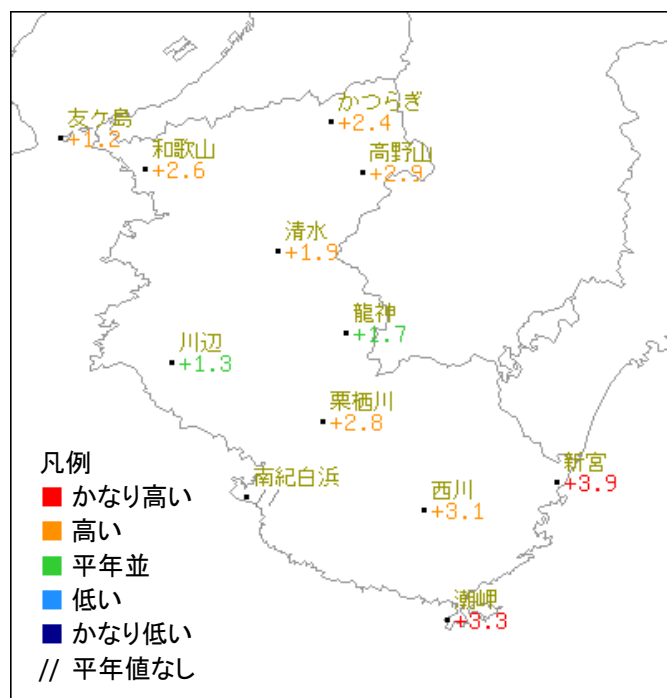 かつらぎ
+2.4
友ケ島
+1.2
和歌山
+2.6
高野山
+2.9
清水
+1.9
龍神
+1.7
川辺
+1.3
栗栖川
+2.8
新宮
+3.9
南紀白浜
//
西川
+3.1
潮岬
+3.3
凡例
かなり高い
高い
平年並
低い
かなり低い
// 平年値なし